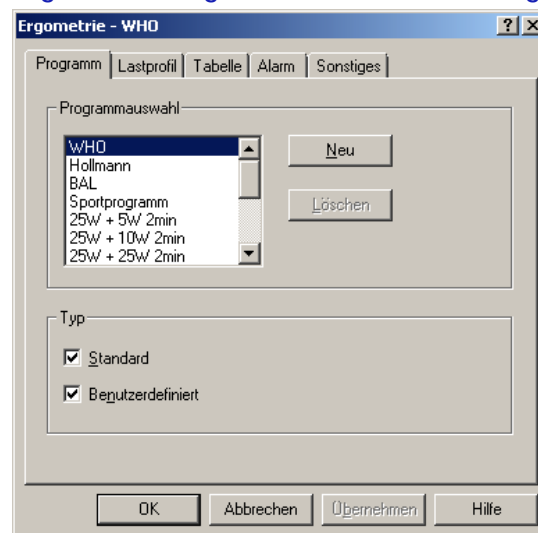 Ergometrie - WHO
Programm Lastprofil Tabelle Alarm Sonstiges
Programmauswahl
WHO
Hollmann
BAL
Sportprogramm
25W + 5W 2min
25W + 10W 2min
25W + 25W 2min
Neu
Löschen
Typ
Standard
Benutzerdefiniert
OK Abbrechen Übernehmen Hilfe